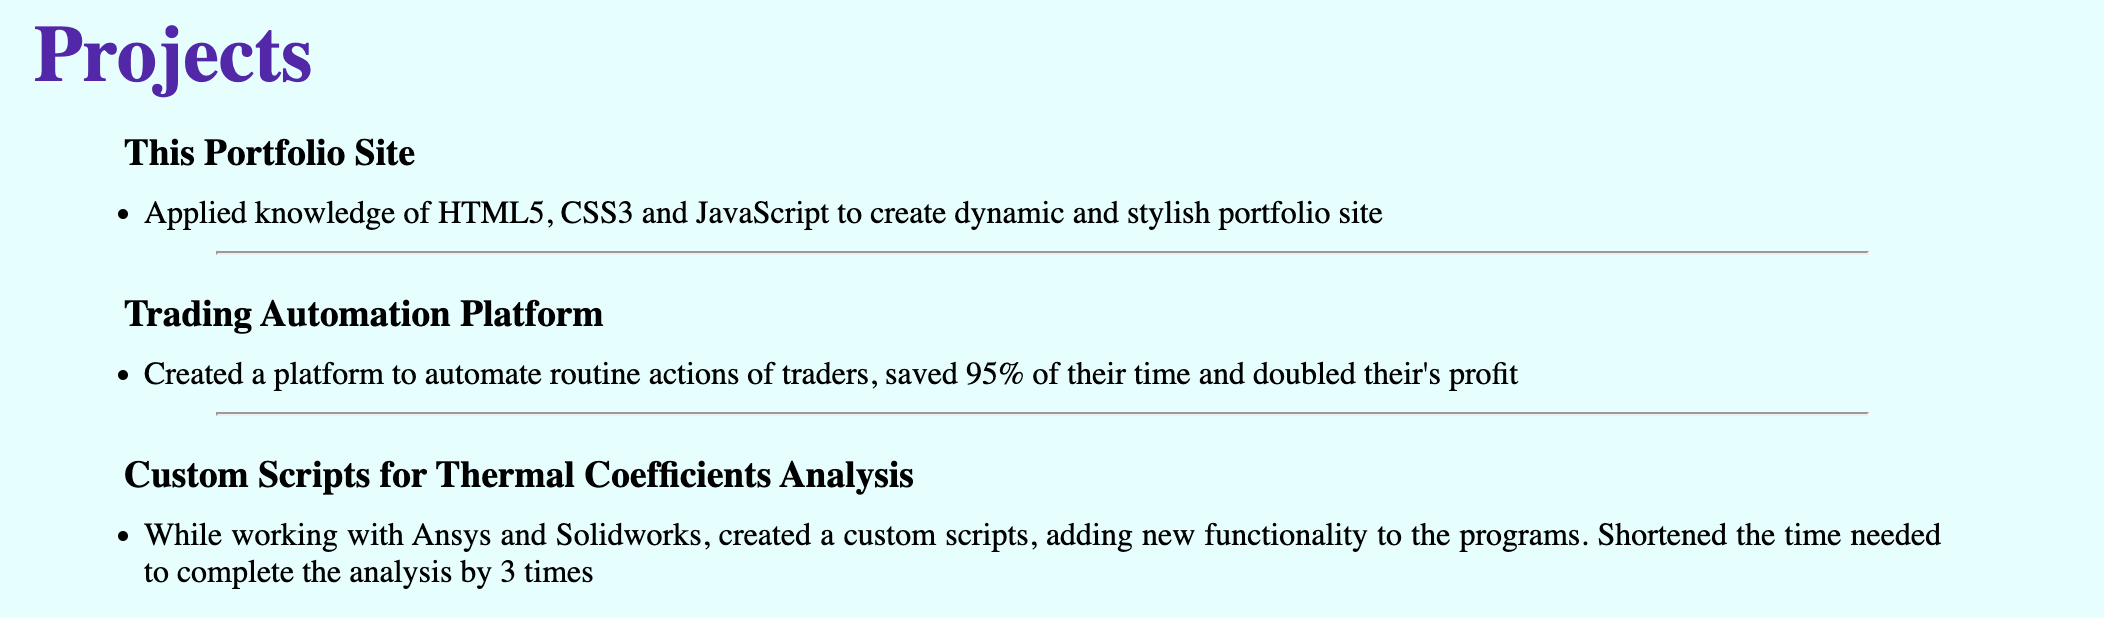 Projects
This Portfolio Site
• Applied knowledge of HTML5, CSS3 and JavaScript to create dynamic and stylish portfolio site
Trading Automation Platform
• Created a platform to automate routine actions of traders, saved 95% of their time and doubled their's profit
Custom Scripts for Thermal Coefficients Analysis
• While working with Ansys and Solidworks, created a custom scripts, adding new functionality to the programs. Shortened the time needed
to complete the analysis by 3 times